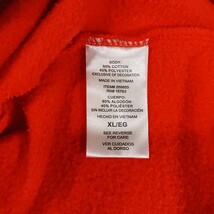 BODY:
60% COTTON
40% POLYESTER
EXCLUSIVE OF DECORATION
MADE IN VIETNAM
CUERPO:
60% ALGODÓN
40% POLIÉSTER
SIN INCLUIR LA DECORACIÓN
HECHO EN VIETNAM
XL/EG
SEE REVERSE
FOR CARE
VER CUIDADOS
AL DORSO